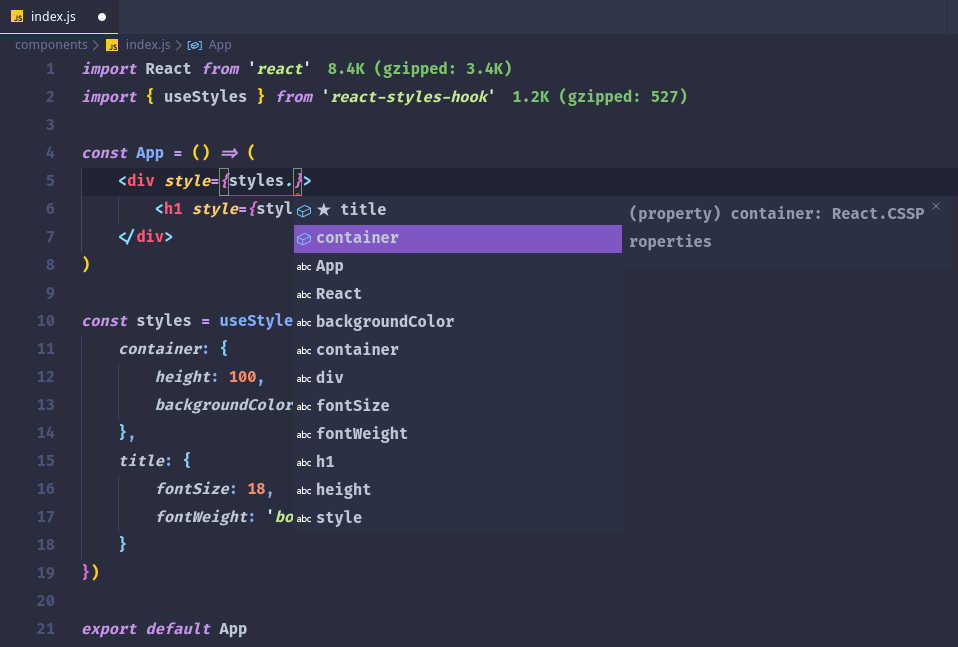 JS index.js ●
components > JS index.js > App
1 import React from 'react' 8.4K (gzipped: 3.4K)
2 import { useStyles } from 'react-styles-hook' 1.2K (gzipped: 527)
3
4 const App = () => (
5 <div style={styles.}>
6 <h1 style={styl
★ title
(property) container: React.CSSP ×
7 </div>
container
roperties
8 )
abc App
9
abc React
10 const styles = useStyle
abc backgroundColor
11 container: {
abc container
12 height: 100,
abc div
13 backgroundColor
abc fontSize
14 },
abc fontWeight
15 title: {
abc h1
16 fontSize: 18,
abc height
17 fontWeight: 'bo
abc style
18 }
19 })
20
21 export default App